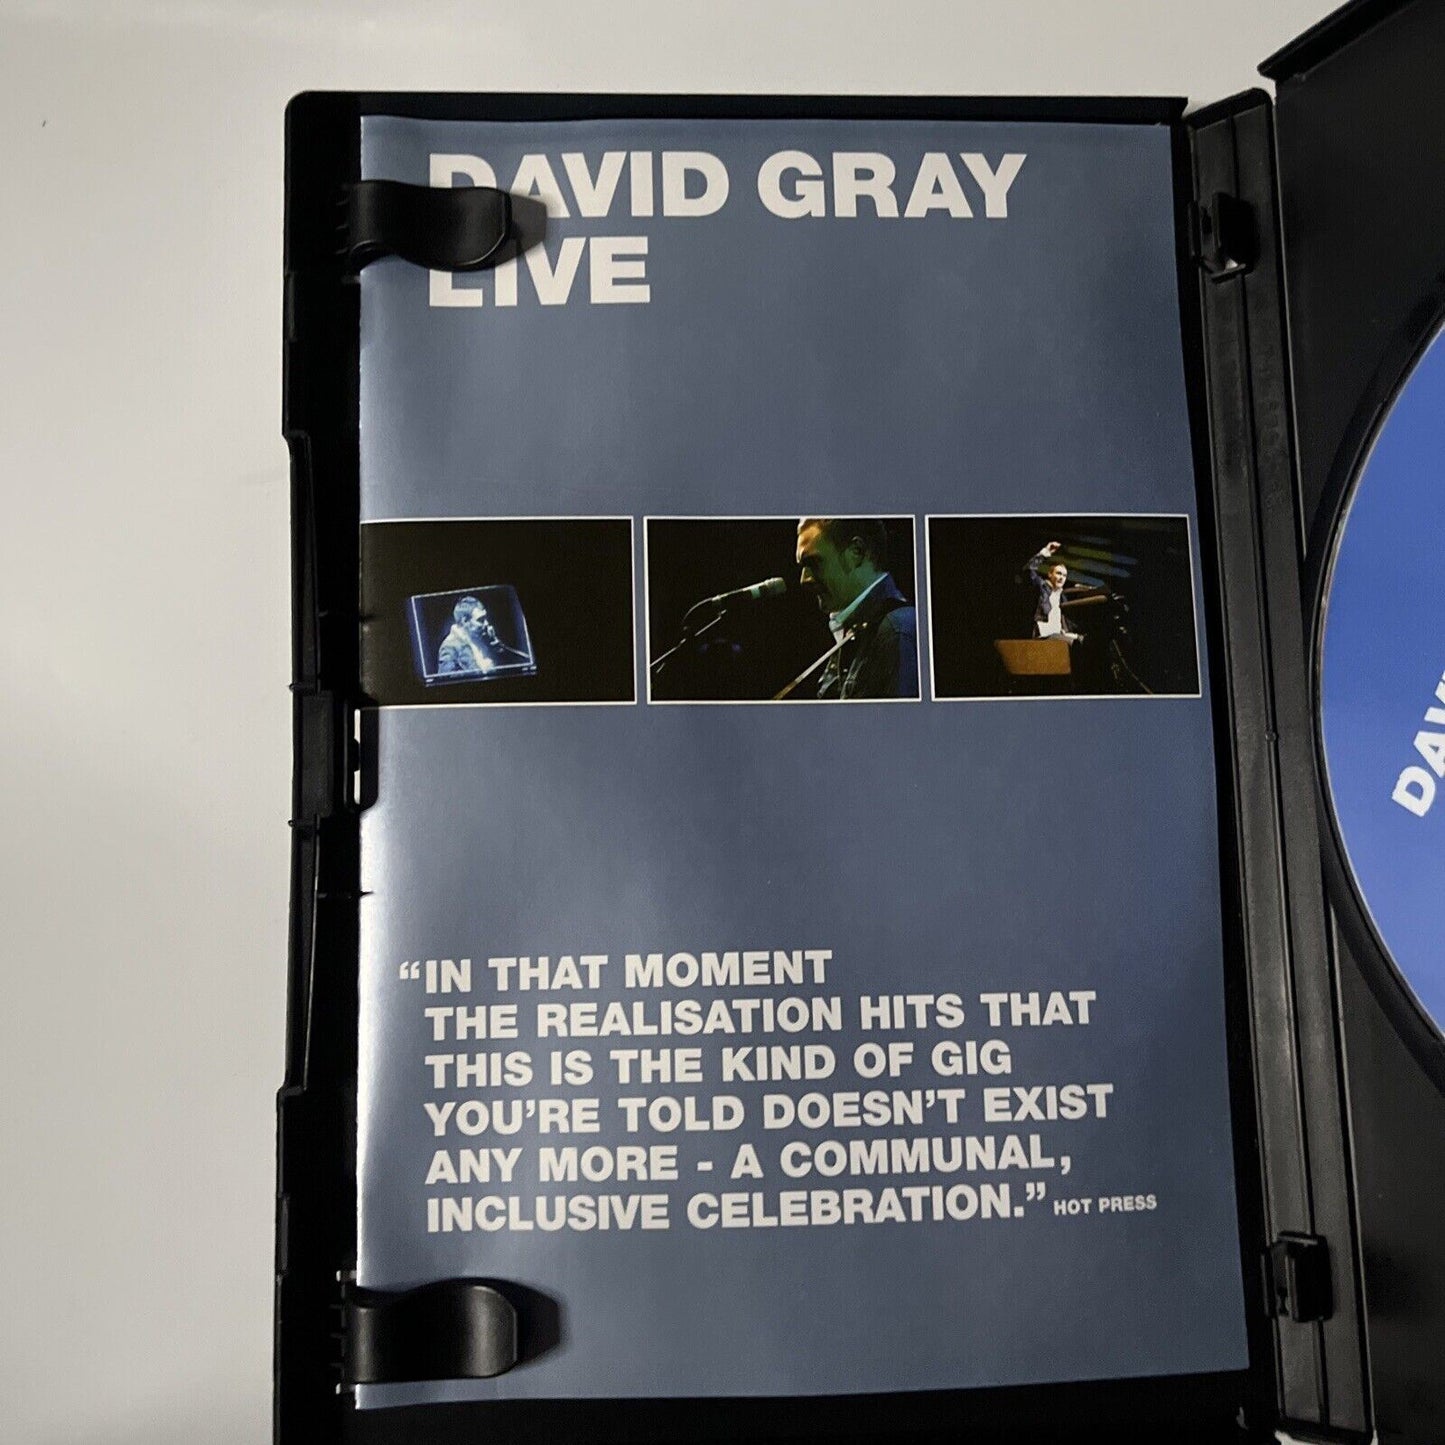 DAVID GRAY
LIVE
“IN THAT MOMENT
THE REALISATION HITS THAT
THIS IS THE KIND OF GIG
YOU’RE TOLD DOESN’T EXIST
ANY MORE - A COMMUNAL,
INCLUSIVE CELEBRATION.” HOT PRESS
DAV